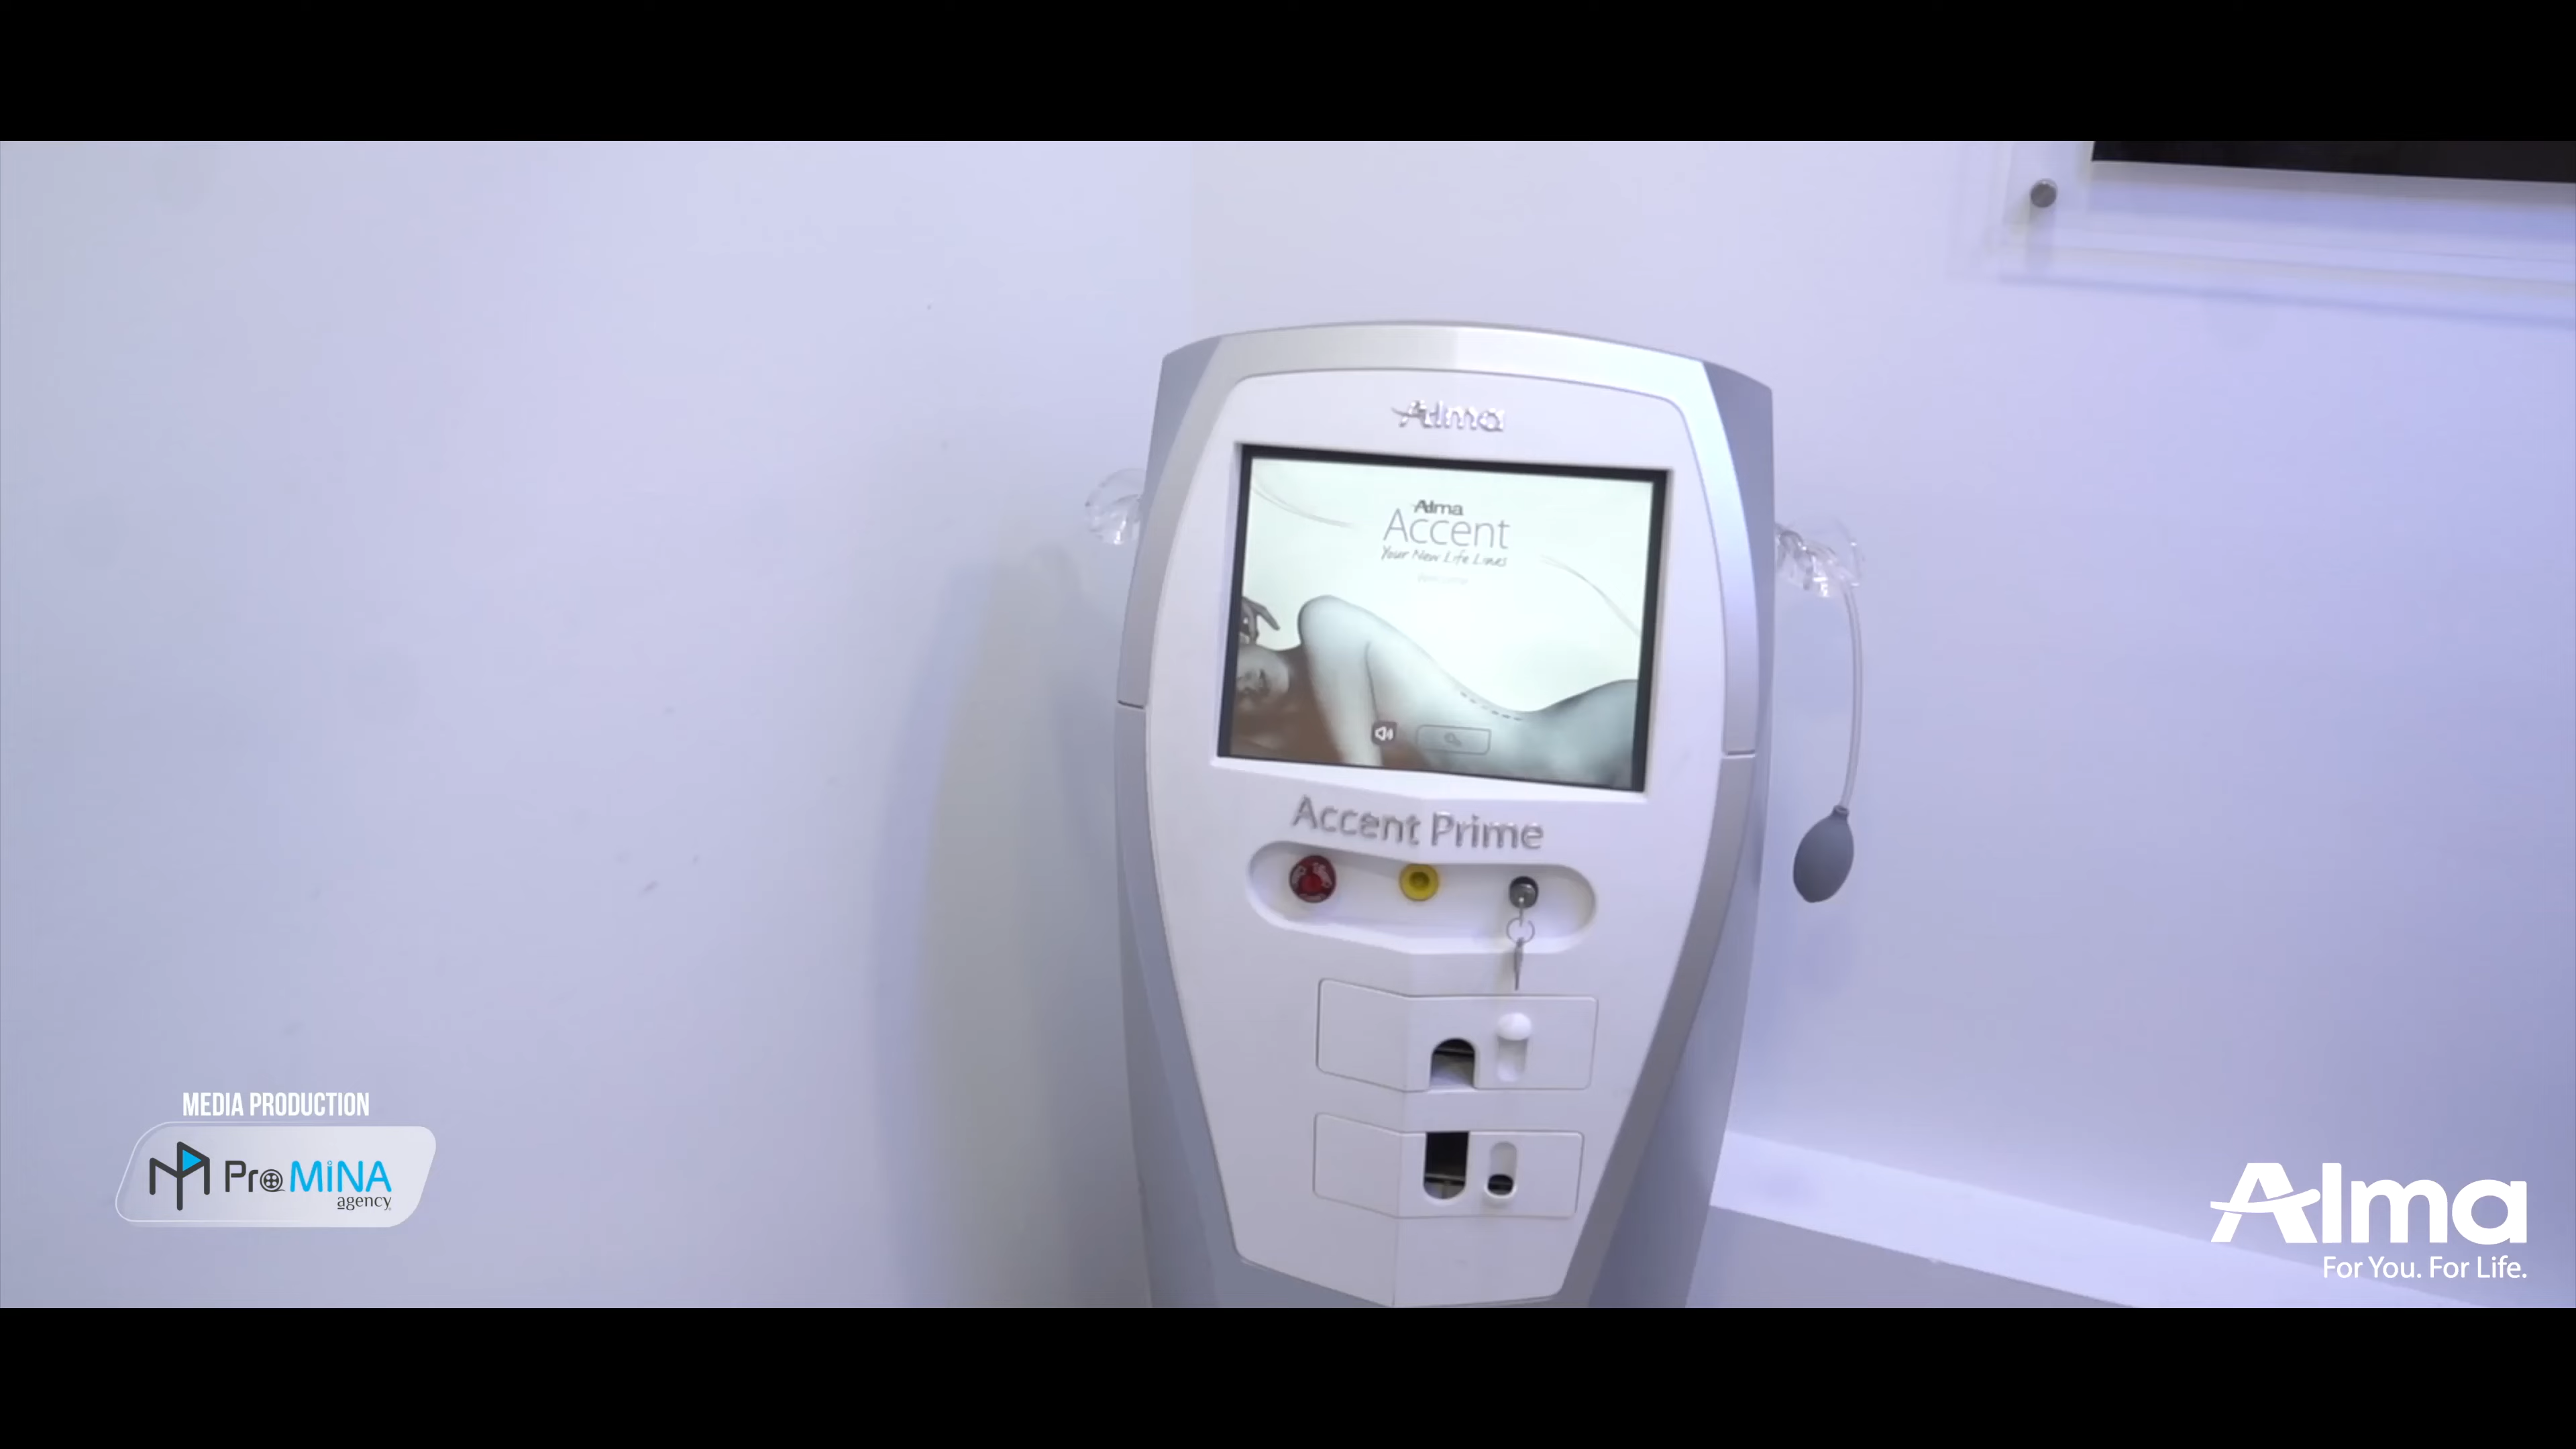 Alma
Alma
Accent
Your New Life Lines
Accent Prime
MEDIA PRODUCTION
ProMiNA
agency
Alma
For You. For Life.